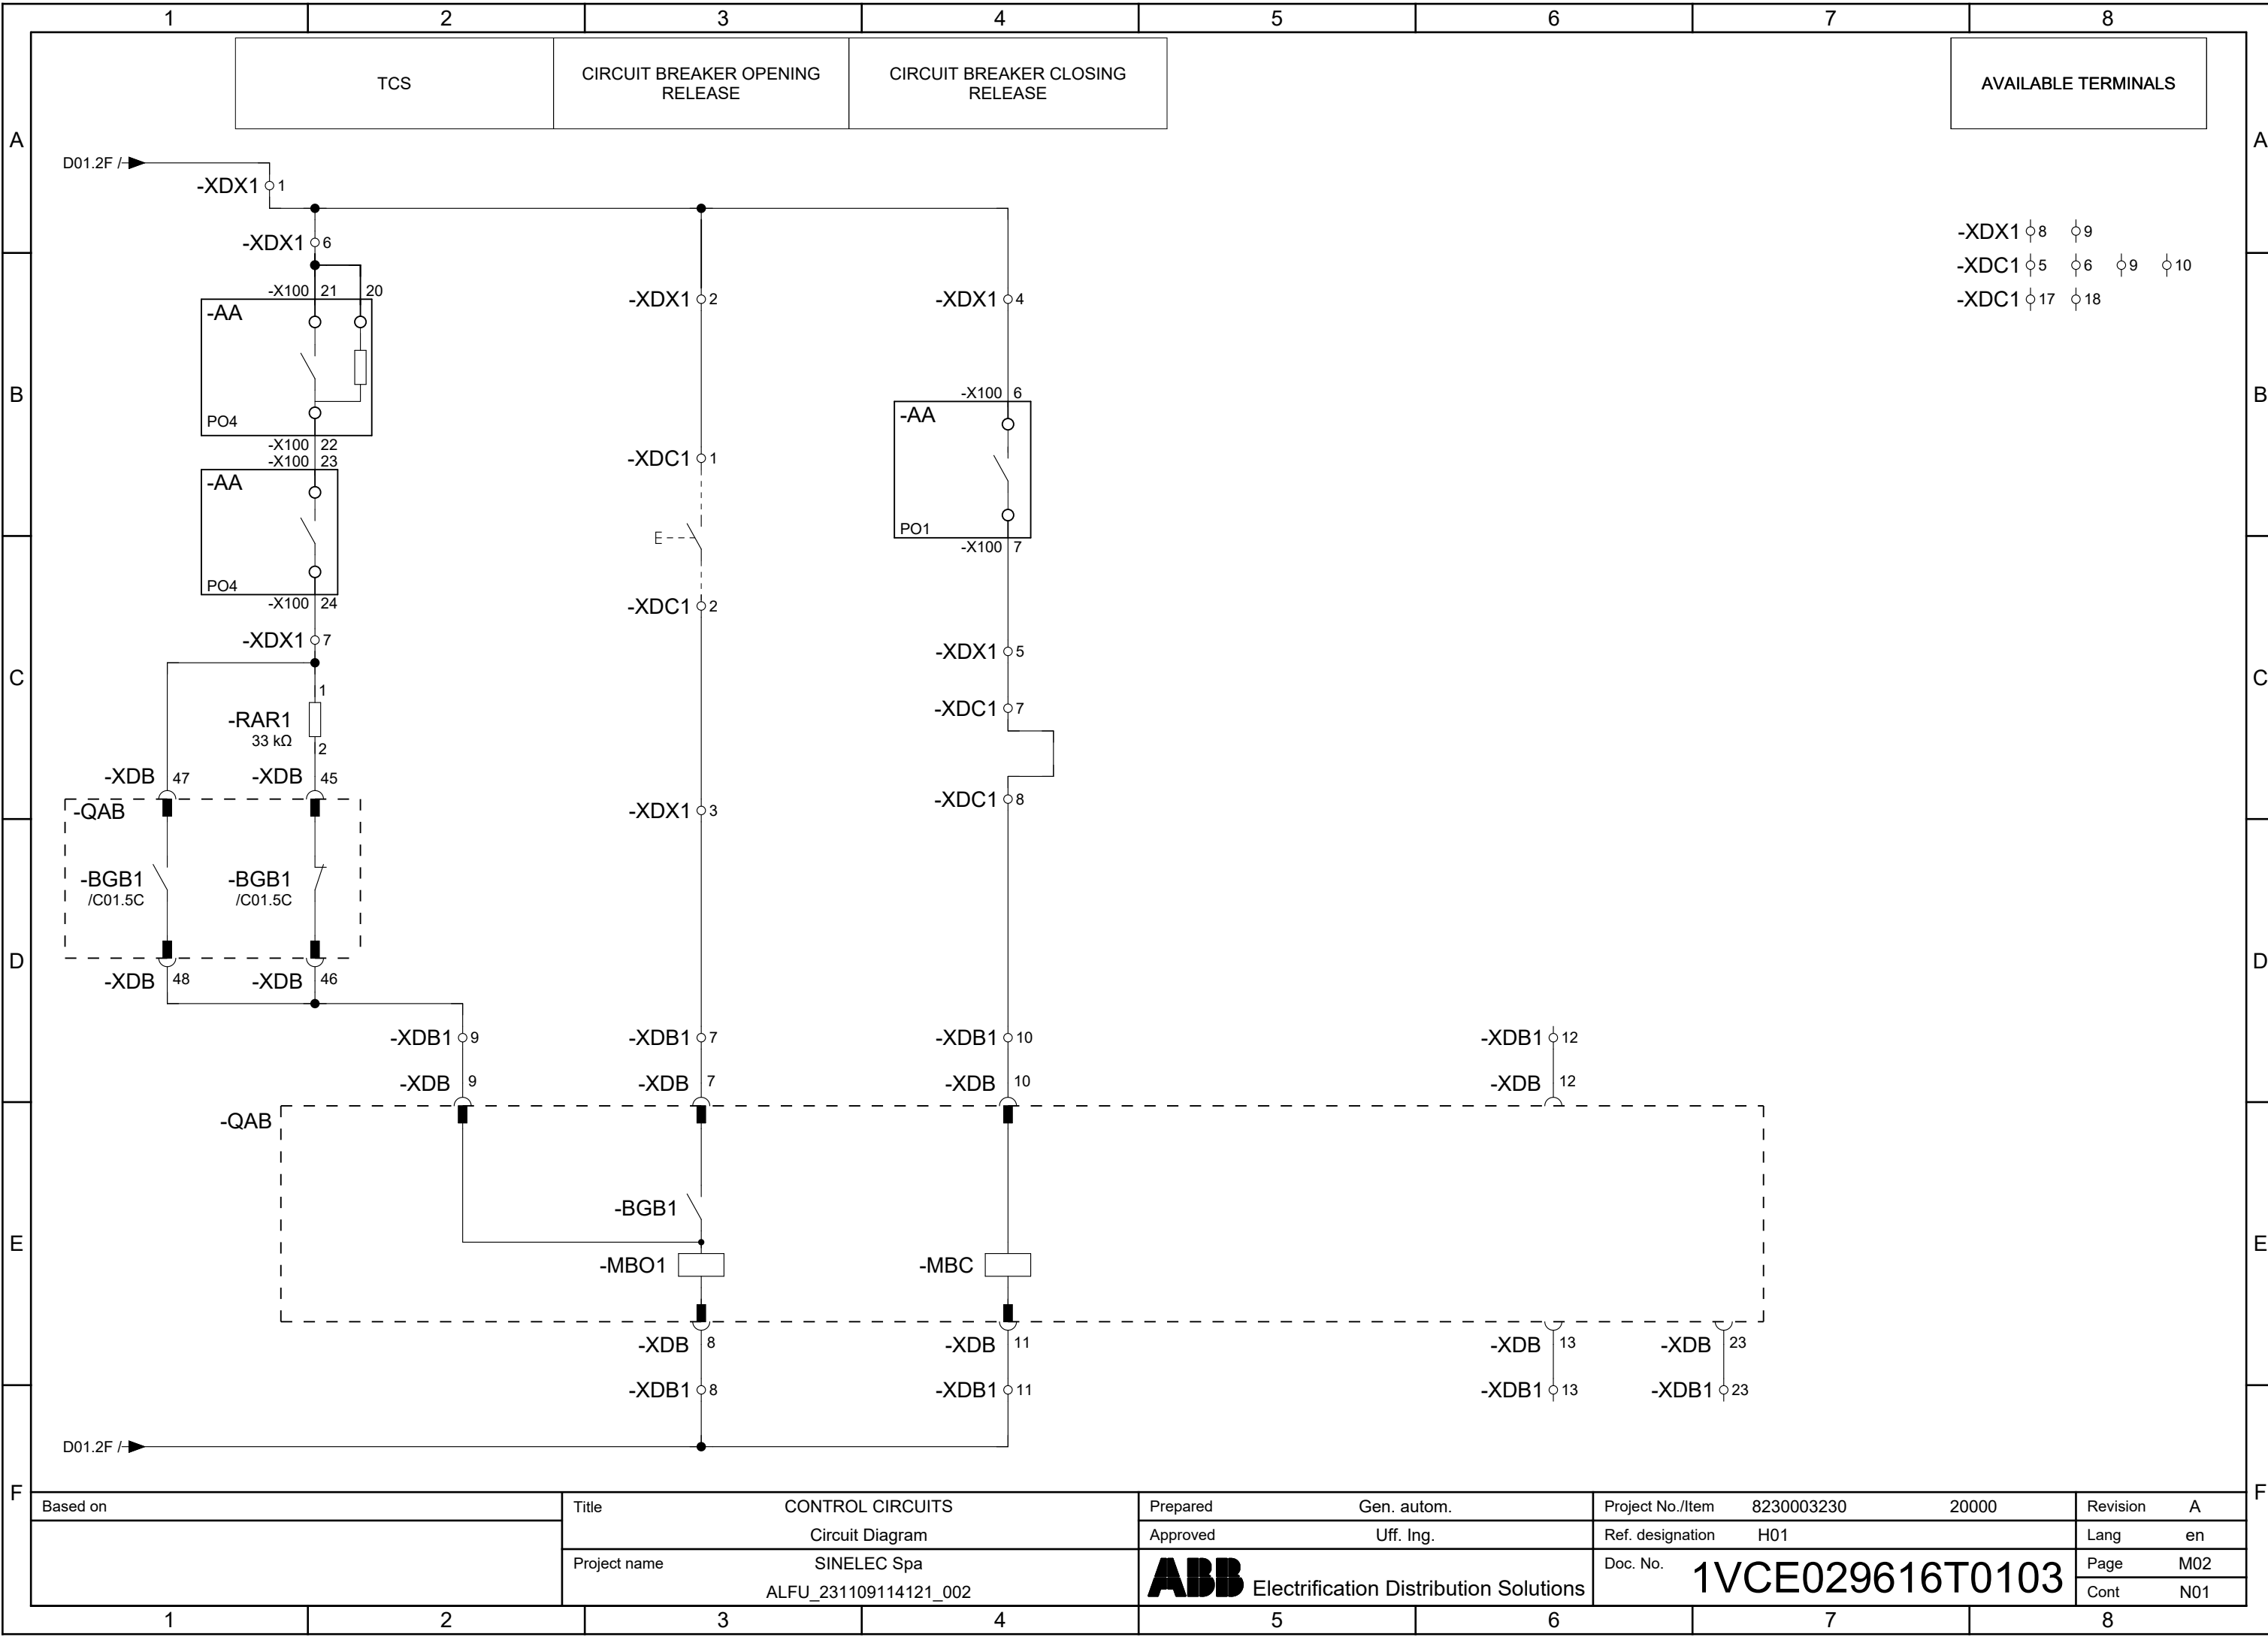 1 2 3 4 5 6 7 8
TCS
CIRCUIT BREAKER OPENING
RELEASE
CIRCUIT BREAKER CLOSING
RELEASE
AVAILABLE TERMINALS
A A
D01.2F /
-XDX1 1
-XDX1 8 9
-XDX1 6
-XDC1 5 6 9 10
-X100 21 20
-XDX1 2
-XDX1 4
-XDC1 17 18
-AA
B B
-X100 6
-AA
PO4
-X100 22
-X100 23
-XDC1 1
-AA
PO1
E
-X100 7
PO4
-X100 24
-XDC1 2
-XDX1 7
-XDX1 5
C C
1
-XDC1 7
-RAR1
33 kΩ
2
-XDB 47
-XDB 45
-XDC1 8
-QAB
-XDX1 3
-BGB1
/C01.5C
-BGB1
/C01.5C
D D
-XDB 48
-XDB 46
-XDB1 9
-XDB1 7
-XDB1 10
-XDB1 12
-XDB 9
-XDB 7
-XDB 10
-XDB 12
-QAB
-BGB1
E E
-MBO1
-MBC
-XDB 8
-XDB 11
-XDB 13
-XDB 23
-XDB1 8
-XDB1 11
-XDB1 13
-XDB1 23
D01.2F /
F F
Based on
Title CONTROL CIRCUITS
Circuit Diagram
Project name SINELEC Spa
ALFU_231109114121_002
Prepared Gen. autom.
Approved Uff. Ing.
ABB Electrification Distribution Solutions
Project No./Item 8230003230 20000
Ref. designation H01
Doc. No. 1VCE029616T0103
Revision A
Lang en
Page M02
Cont N01
1 2 3 4 5 6 7 8